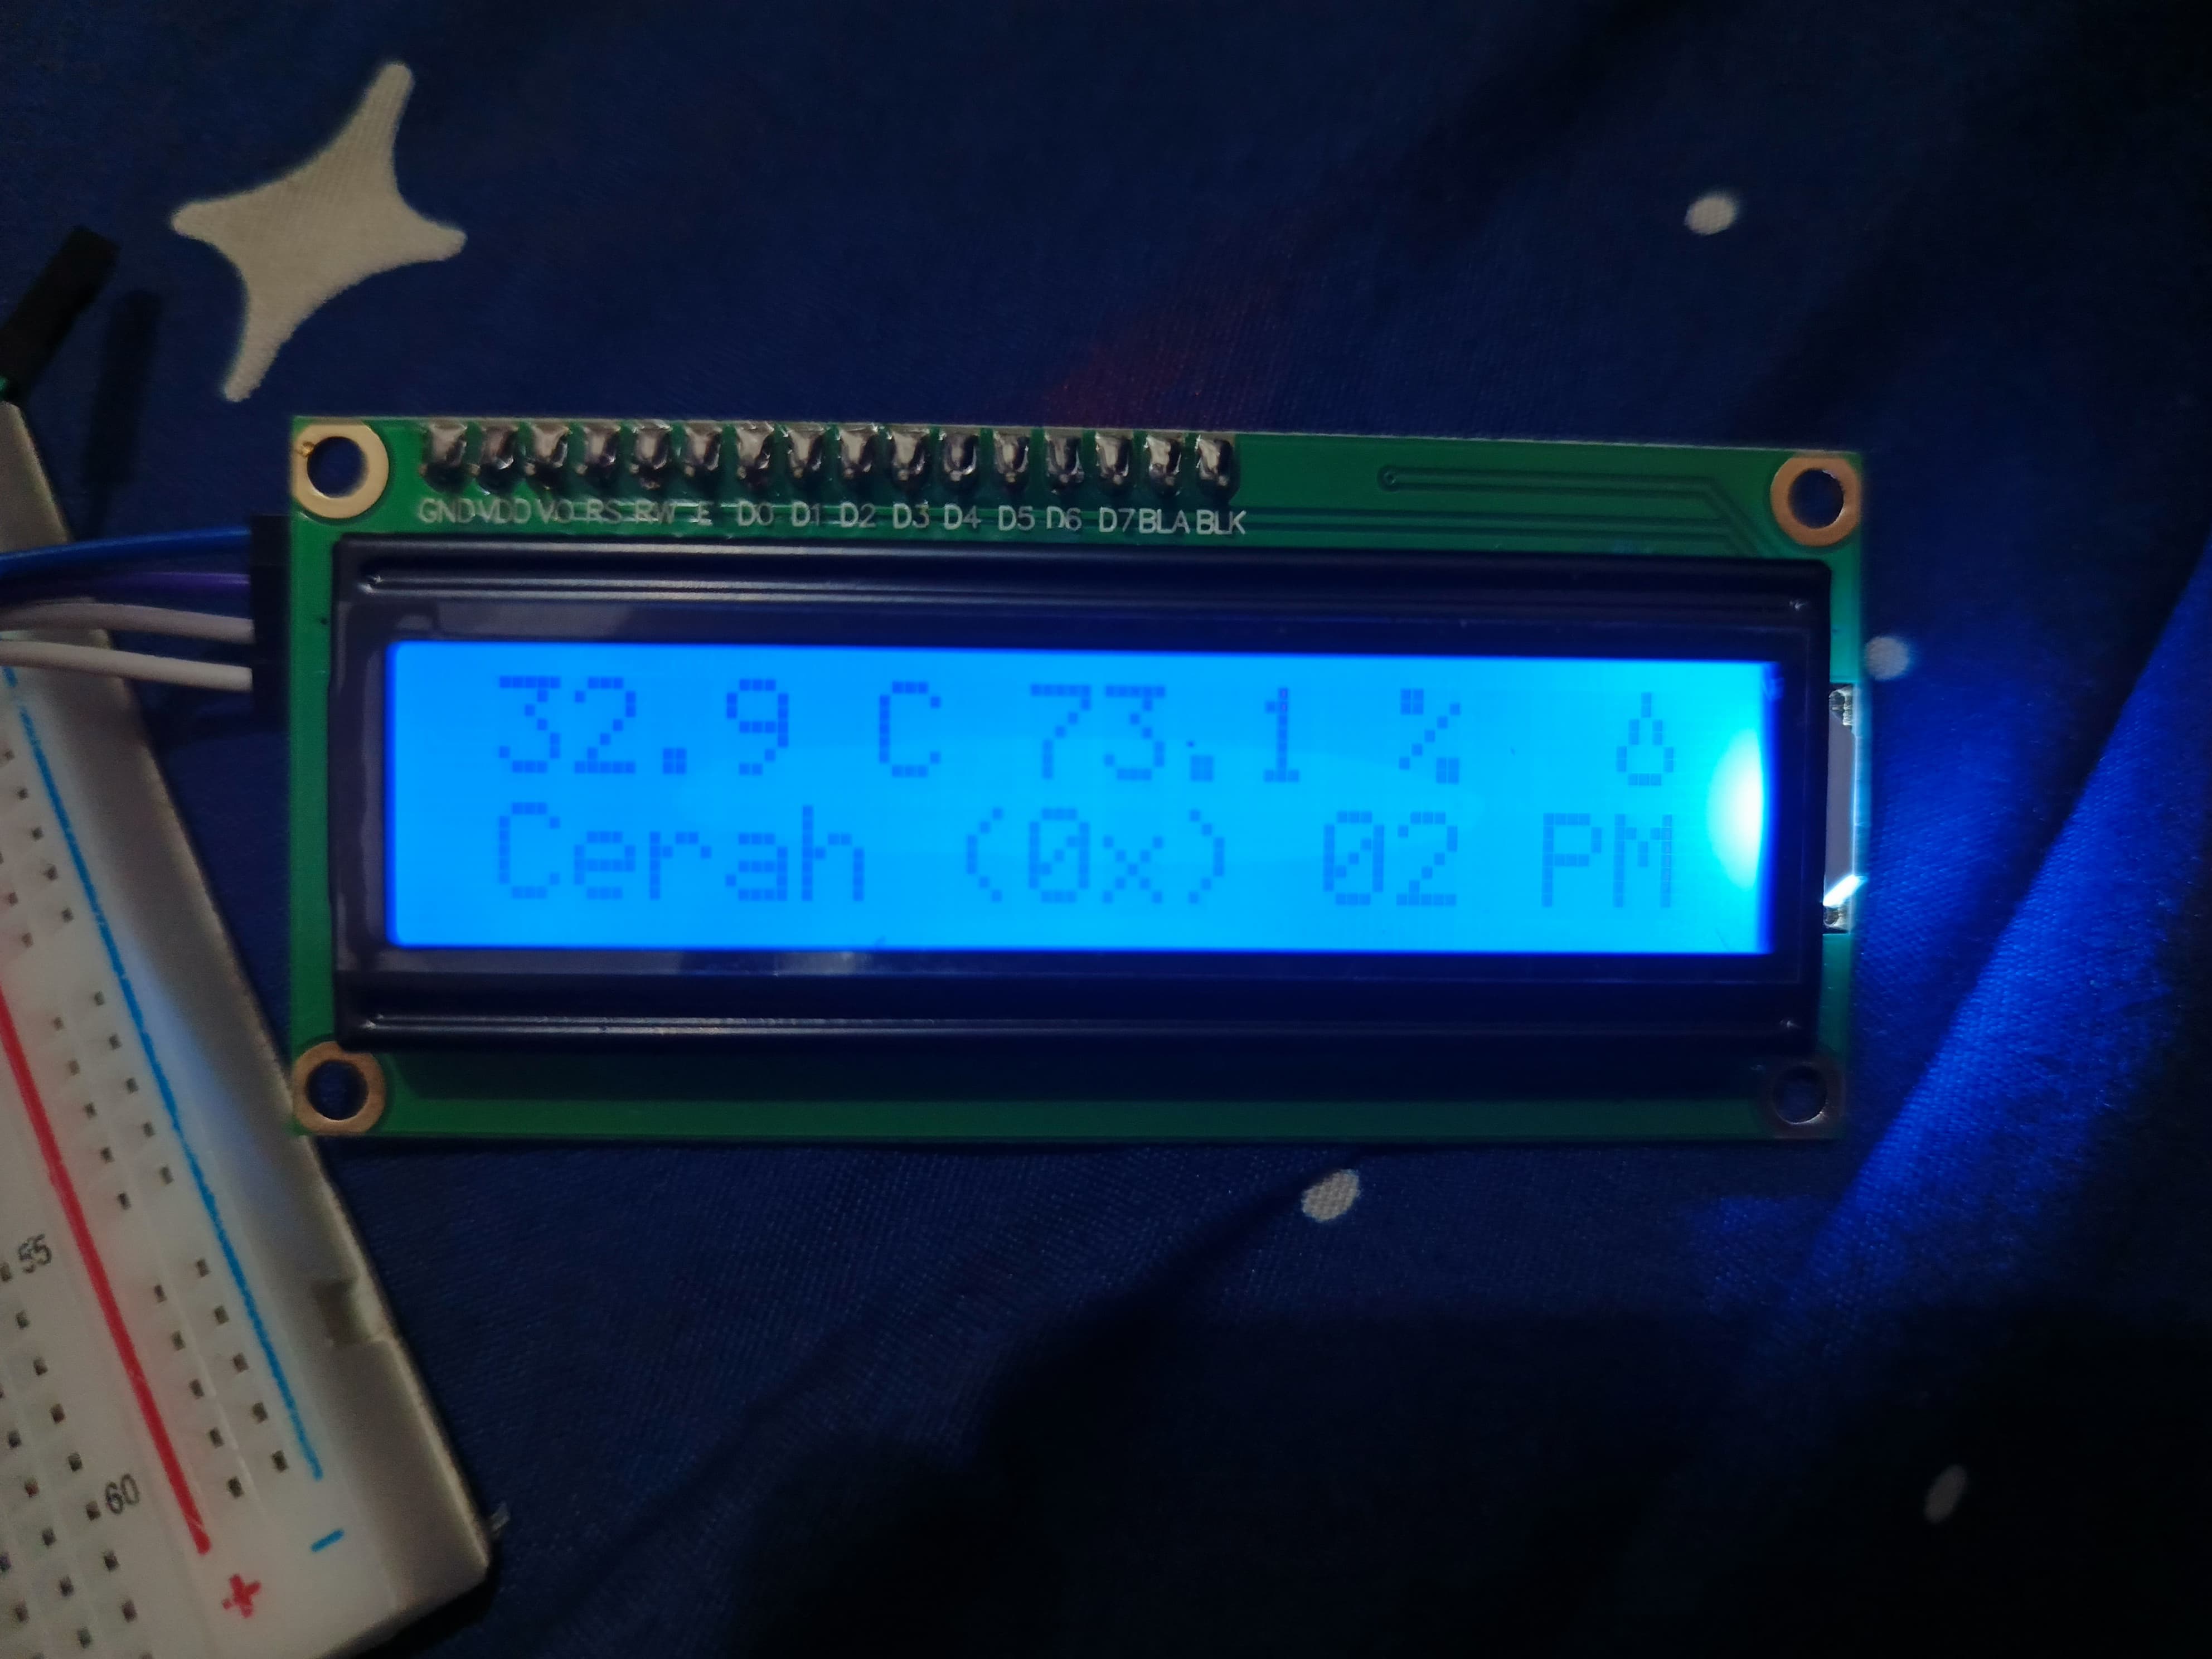 GND VDD VO RS RW E D0 D1 D2 D3 D4 D5 D6 D7 BLA BLK
32.9 C 73.1 %
Cerah (0x) 02 PM
55
60
+
-